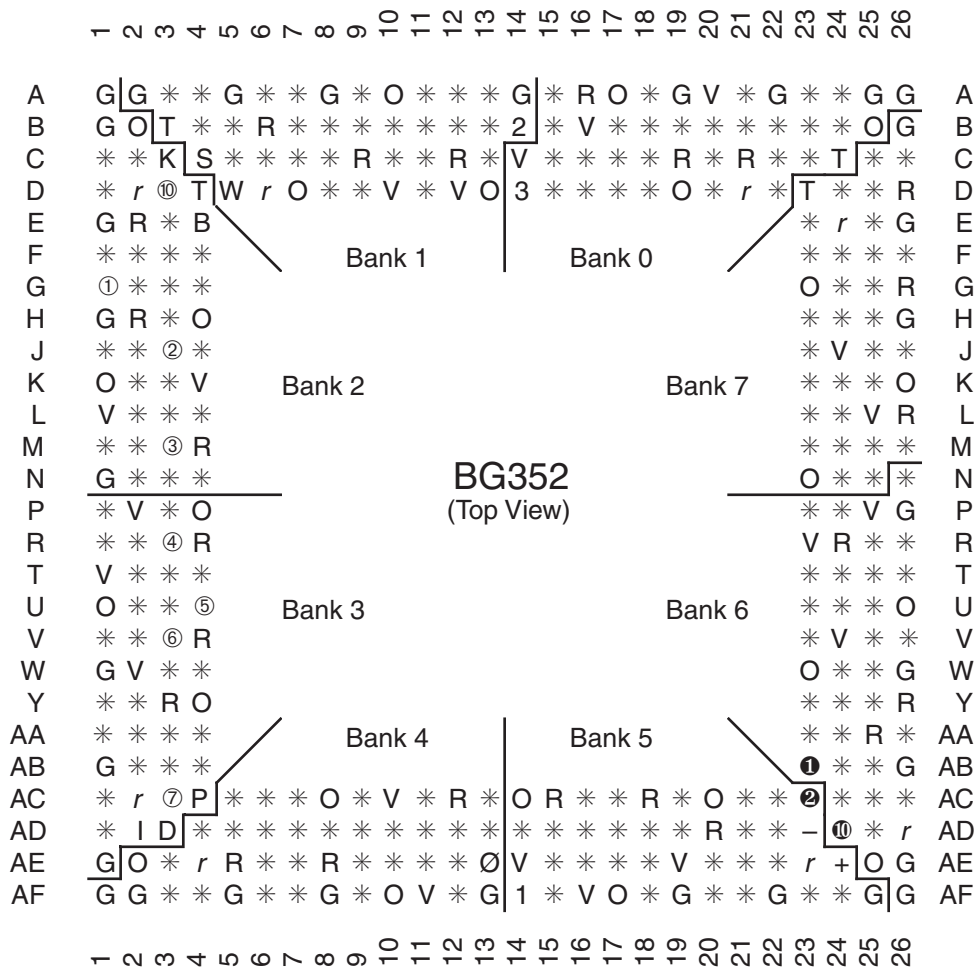 1 2 3 4 5 6 7 8 9 10 11 12 13 14 15 16 17 18 19 20 21 22 23 24 25 26
A G G ✳ ✳ G ✳ ✳ G ✳ O ✳ ✳ ✳ G ✳ R O ✳ G V ✳ G ✳ ✳ G G A
B G O T ✳ ✳ R ✳ ✳ ✳ ✳ ✳ ✳ ✳ 2 ✳ V ✳ ✳ ✳ ✳ ✳ ✳ ✳ ✳ O G B
C ✳ ✳ K S ✳ ✳ ✳ ✳ R ✳ ✳ R ✳ V ✳ ✳ ✳ ✳ R ✳ R ✳ ✳ T ✳ ✳ C
D ✳ r ⑩ T W r O ✳ ✳ V ✳ V O 3 ✳ ✳ ✳ ✳ O ✳ r ✳ T ✳ ✳ R D
E G R ✳ B ✳ r ✳ G E
F ✳ ✳ ✳ ✳ Bank 1 Bank 0 ✳ ✳ ✳ ✳ F
G ① ✳ ✳ ✳ O ✳ ✳ R G
H G R ✳ O ✳ ✳ ✳ G H
J ✳ ✳ ② ✳ ✳ V ✳ ✳ J
K O ✳ ✳ V Bank 2 Bank 7 ✳ ✳ ✳ O K
L V ✳ ✳ ✳ ✳ ✳ V R L
M ✳ ✳ ③ R ✳ ✳ ✳ ✳ M
N G ✳ ✳ ✳ BG352 O ✳ ✳ ✳ N
P ✳ V ✳ O (Top View) ✳ ✳ V G P
R ✳ ✳ ④ R V R ✳ ✳ R
T V ✳ ✳ ✳ ✳ ✳ ✳ ✳ T
U O ✳ ✳ ⑤ Bank 3 Bank 6 ✳ ✳ ✳ O U
V ✳ ✳ ⑥ R ✳ V ✳ ✳ V
W G V ✳ ✳ O ✳ ✳ G W
Y ✳ ✳ R O ✳ ✳ ✳ R Y
AA ✳ ✳ ✳ ✳ Bank 4 Bank 5 ✳ ✳ R ✳ AA
AB G ✳ ✳ ✳ ❶ ✳ ✳ G AB
AC ✳ r ⑦ P ✳ ✳ ✳ O ✳ V ✳ R ✳ O R ✳ ✳ R ✳ O ✳ ✳ ❷ ✳ ✳ ✳ AC
AD ✳ I D ✳ ✳ ✳ ✳ ✳ ✳ ✳ ✳ ✳ ✳ ✳ ✳ ✳ ✳ ✳ ✳ R ✳ ✳ – ❿ ✳ r AD
AE G O ✳ r R ✳ ✳ R ✳ ✳ ✳ ✳ Ø V ✳ ✳ ✳ ✳ V ✳ ✳ ✳ r + O G AE
AF G G ✳ ✳ G ✳ ✳ G ✳ O V ✳ G 1 ✳ V O ✳ G ✳ ✳ G ✳ ✳ G G AF
1 2 3 4 5 6 7 8 9 10 11 12 13 14 15 16 17 18 19 20 21 22 23 24 25 26